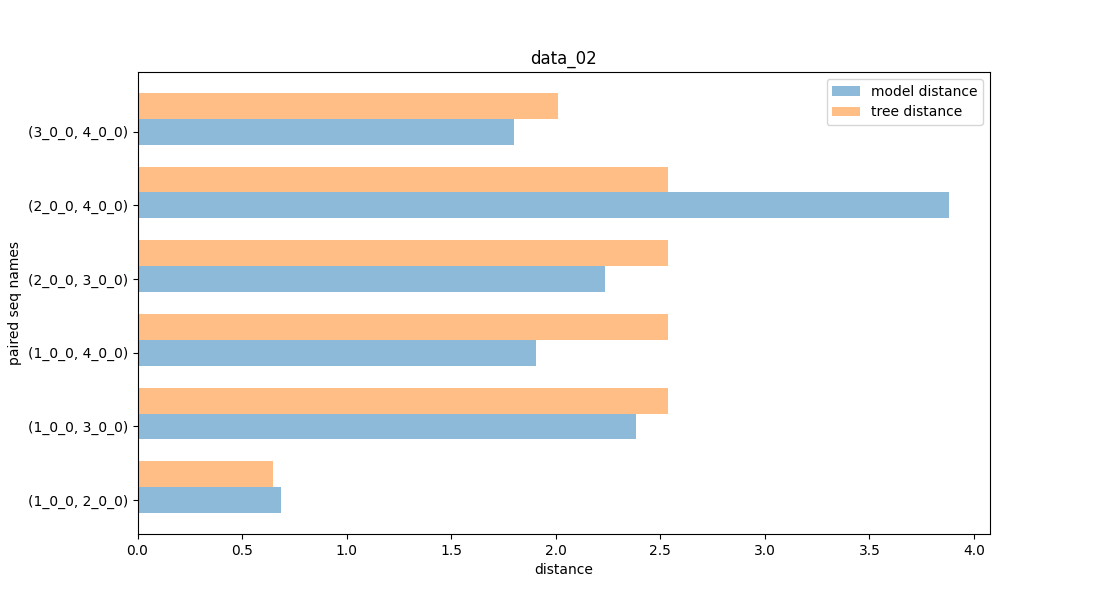 data_02
model distance
tree distance
paired seq names
(3_0_0, 4_0_0)
(2_0_0, 4_0_0)
(2_0_0, 3_0_0)
(1_0_0, 4_0_0)
(1_0_0, 3_0_0)
(1_0_0, 2_0_0)
0.0 0.5 1.0 1.5 2.0 2.5 3.0 3.5 4.0
distance